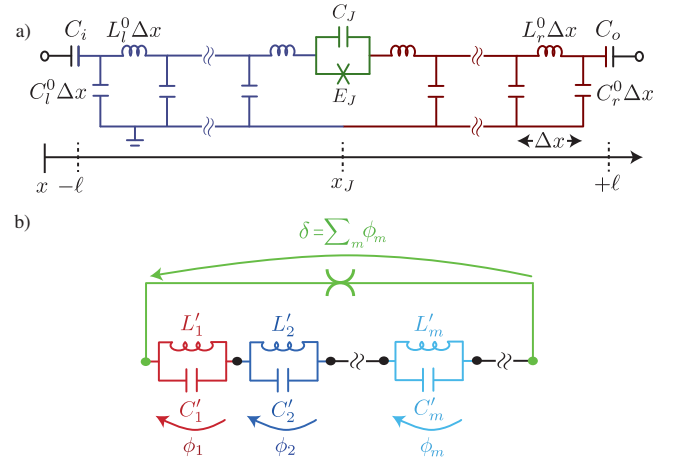 a)
C_i
L_l^0 Δx
C_J
L_r^0 Δx
C_o
C_l^0 Δx
E_J
C_r^0 Δx
Δx
x
−ℓ
x_J
+ℓ
b)
δ=∑_m ϕ_m
L′_1
L′_2
L′_m
C′_1
C′_2
C′_m
ϕ_1
ϕ_2
ϕ_m